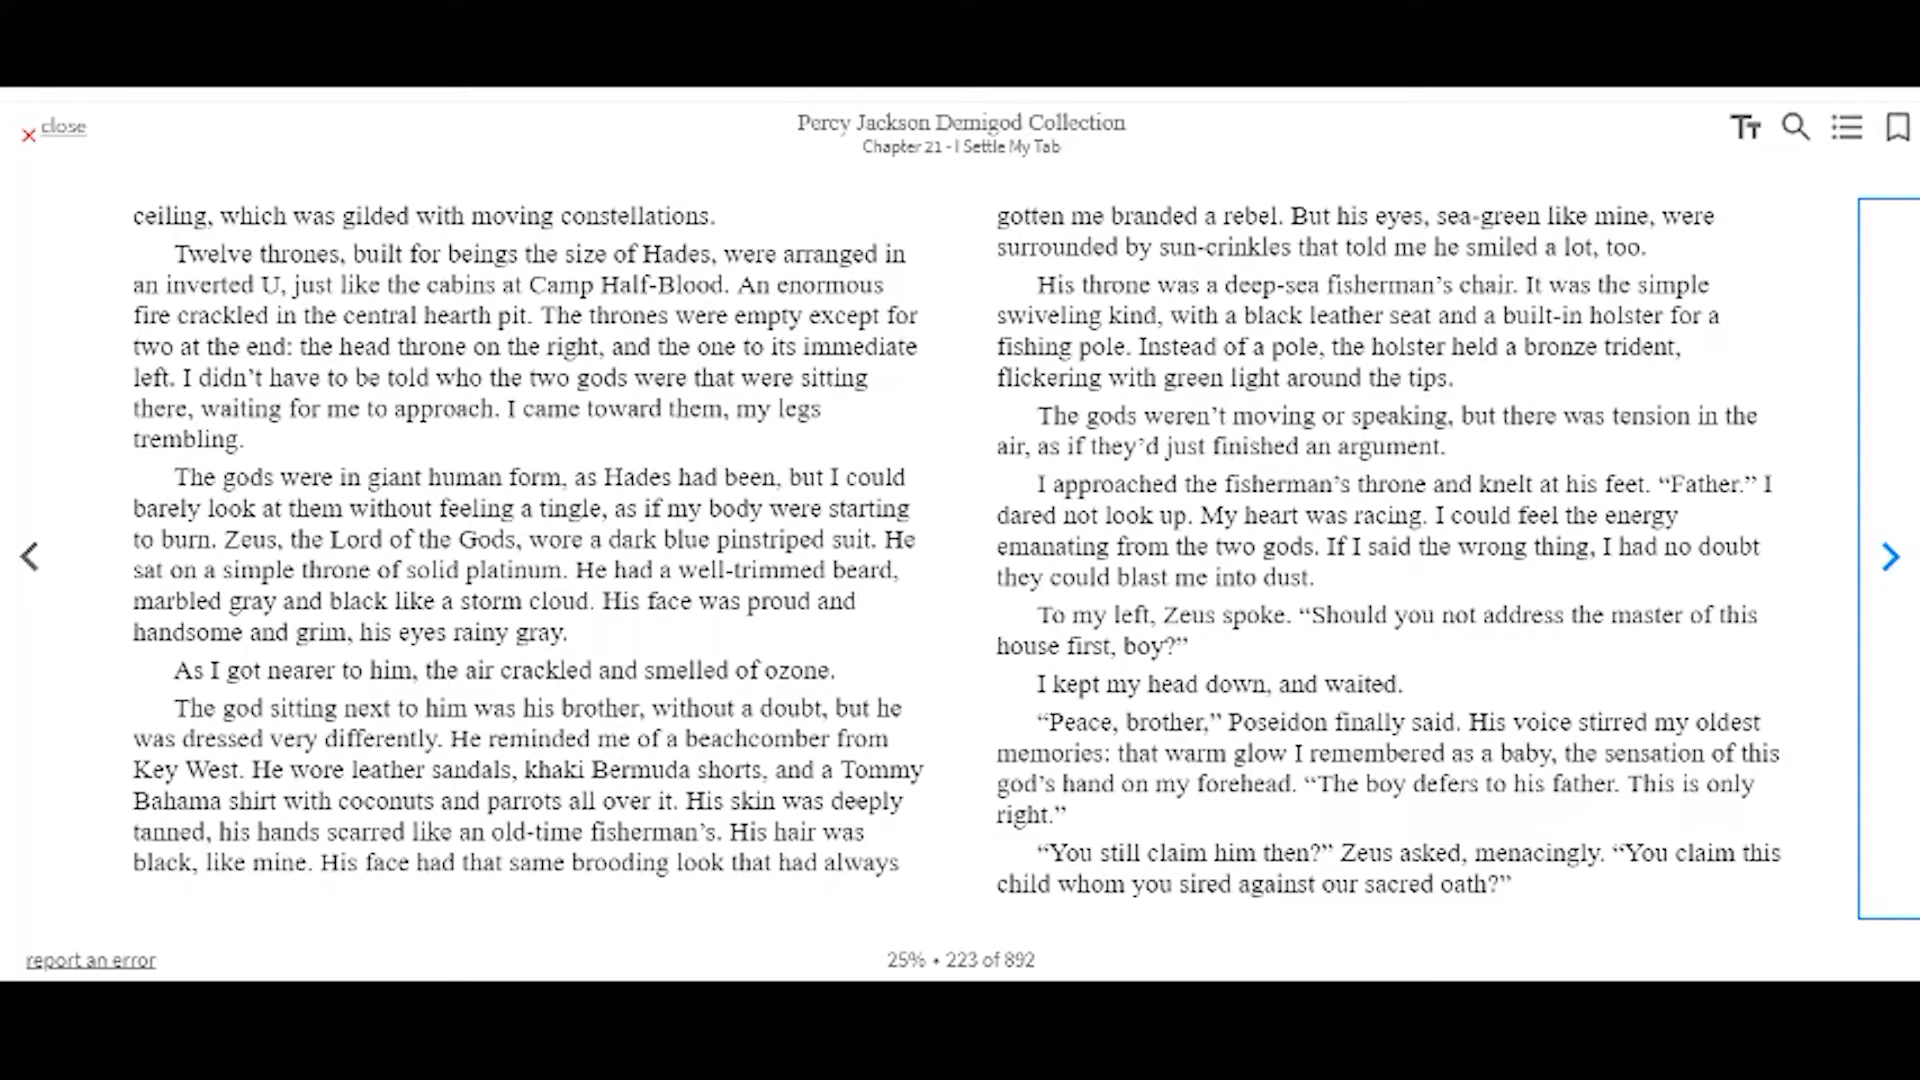 close
Percy Jackson Demigod Collection
Chapter 21 - I Settle My Tab
ceiling, which was gilded with moving constellations.
Twelve thrones, built for beings the size of Hades, were arranged in
an inverted U, just like the cabins at Camp Half-Blood. An enormous
fire crackled in the central hearth pit. The thrones were empty except for
two at the end: the head throne on the right, and the one to its immediate
left. I didn’t have to be told who the two gods were that were sitting
there, waiting for me to approach. I came toward them, my legs
trembling.
The gods were in giant human form, as Hades had been, but I could
barely look at them without feeling a tingle, as if my body were starting
to burn. Zeus, the Lord of the Gods, wore a dark blue pinstriped suit. He
sat on a simple throne of solid platinum. He had a well-trimmed beard,
marbled gray and black like a storm cloud. His face was proud and
handsome and grim, his eyes rainy gray.
As I got nearer to him, the air crackled and smelled of ozone.
The god sitting next to him was his brother, without a doubt, but he
was dressed very differently. He reminded me of a beachcomber from
Key West. He wore leather sandals, khaki Bermuda shorts, and a Tommy
Bahama shirt with coconuts and parrots all over it. His skin was deeply
tanned, his hands scarred like an old-time fisherman’s. His hair was
black, like mine. His face had that same brooding look that had always
gotten me branded a rebel. But his eyes, sea-green like mine, were
surrounded by sun-crinkles that told me he smiled a lot, too.
His throne was a deep-sea fisherman’s chair. It was the simple
swiveling kind, with a black leather seat and a built-in holster for a
fishing pole. Instead of a pole, the holster held a bronze trident,
flickering with green light around the tips.
The gods weren’t moving or speaking, but there was tension in the
air, as if they’d just finished an argument.
I approached the fisherman’s throne and knelt at his feet. “Father.” I
dared not look up. My heart was racing. I could feel the energy
emanating from the two gods. If I said the wrong thing, I had no doubt
they could blast me into dust.
To my left, Zeus spoke. “Should you not address the master of this
house first, boy?”
I kept my head down, and waited.
“Peace, brother,” Poseidon finally said. His voice stirred my oldest
memories: that warm glow I remembered as a baby, the sensation of this
god’s hand on my forehead. “The boy defers to his father. This is only
right.”
“You still claim him then?” Zeus asked, menacingly. “You claim this
child whom you sired against our sacred oath?”
report an error
25% • 223 of 892